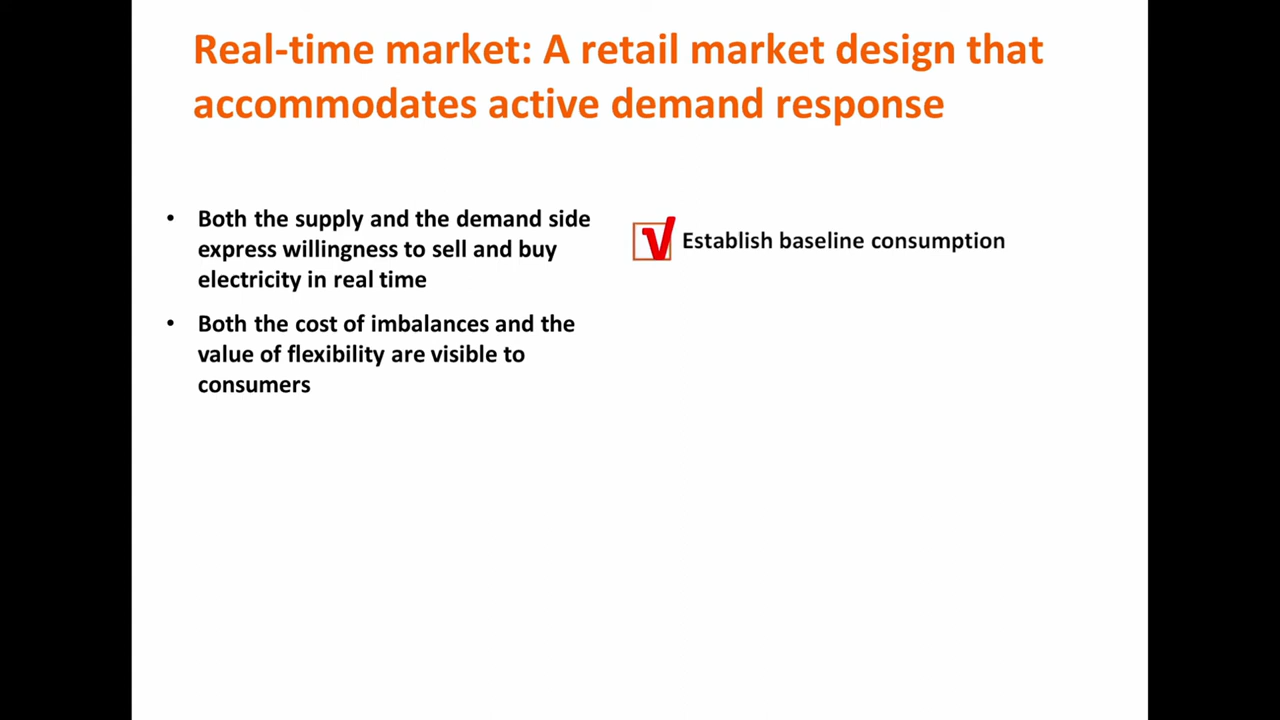 Real-time market: A retail market design that
accommodates active demand response
• Both the supply and the demand side
express willingness to sell and buy
electricity in real time
• Both the cost of imbalances and the
value of flexibility are visible to
consumers
Establish baseline consumption